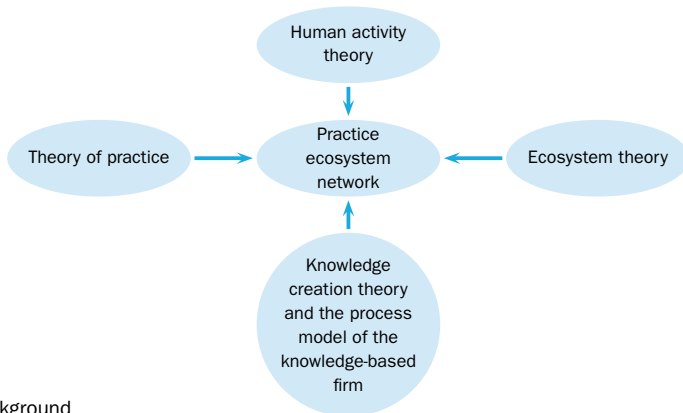 Human activity
theory
Theory of practice
Practice
ecosystem
network
Ecosystem theory
Knowledge
creation theory
and the process
model of the
knowledge-based
firm